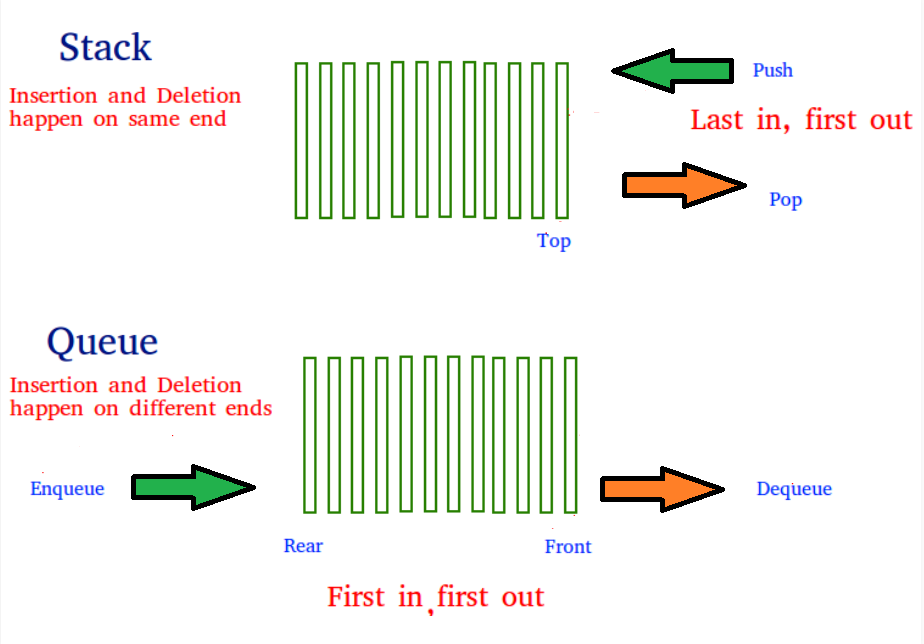 Stack
Insertion and Deletion
happen on same end
Push
Last in, first out
Pop
Top
Queue
Insertion and Deletion
happen on different ends
Enqueue
Dequeue
Rear
Front
First in, first out